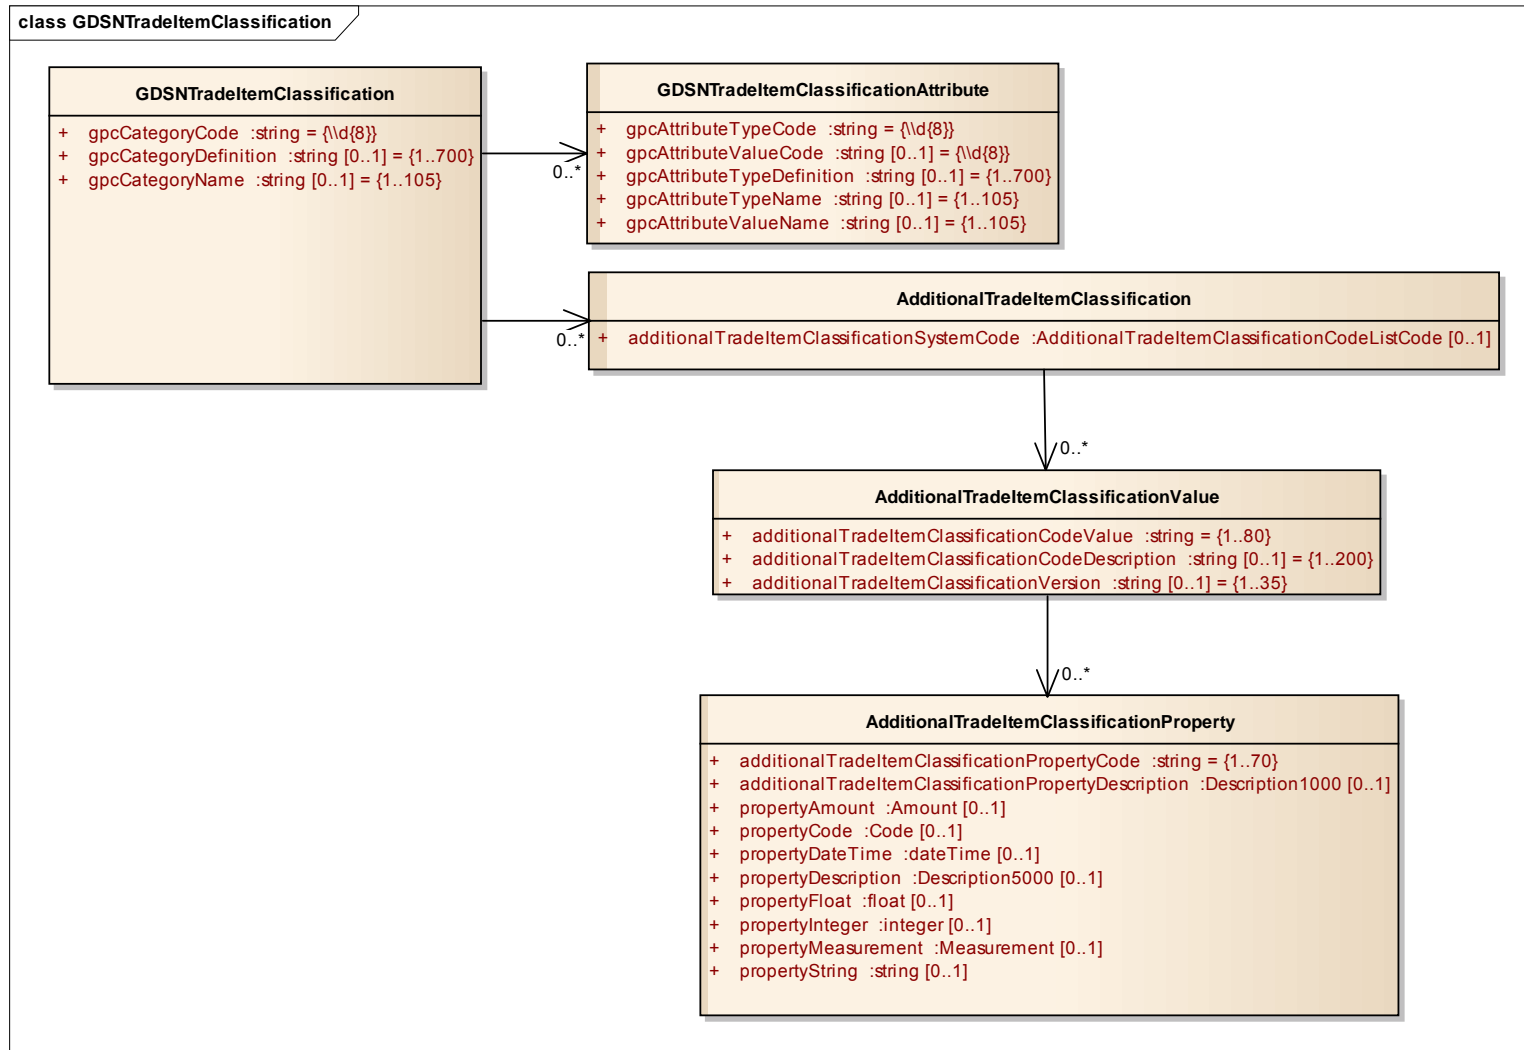 class GDSNTradeItemClassification
GDSNTradeItemClassification
+ gpcCategoryCode :string = {\\d{8}}
+ gpcCategoryDefinition :string [0..1] = {1..700}
+ gpcCategoryName :string [0..1] = {1..105}
0..*
GDSNTradeItemClassificationAttribute
+ gpcAttributeTypeCode :string = {\\d{8}}
+ gpcAttributeValueCode :string [0..1] = {\\d{8}}
+ gpcAttributeTypeDefinition :string [0..1] = {1..700}
+ gpcAttributeTypeName :string [0..1] = {1..105}
+ gpcAttributeValueName :string [0..1] = {1..105}
0..*
AdditionalTradeItemClassification
+ additionalTradeItemClassificationSystemCode :AdditionalTradeItemClassificationCodeListCode [0..1]
0..*
AdditionalTradeItemClassificationValue
+ additionalTradeItemClassificationCodeValue :string = {1..80}
+ additionalTradeItemClassificationCodeDescription :string [0..1] = {1..200}
+ additionalTradeItemClassificationVersion :string [0..1] = {1..35}
0..*
AdditionalTradeItemClassificationProperty
+ additionalTradeItemClassificationPropertyCode :string = {1..70}
+ additionalTradeItemClassificationPropertyDescription :Description1000 [0..1]
+ propertyAmount :Amount [0..1]
+ propertyCode :Code [0..1]
+ propertyDateTime :dateTime [0..1]
+ propertyDescription :Description5000 [0..1]
+ propertyFloat :float [0..1]
+ propertyInteger :integer [0..1]
+ propertyMeasurement :Measurement [0..1]
+ propertyString :string [0..1]